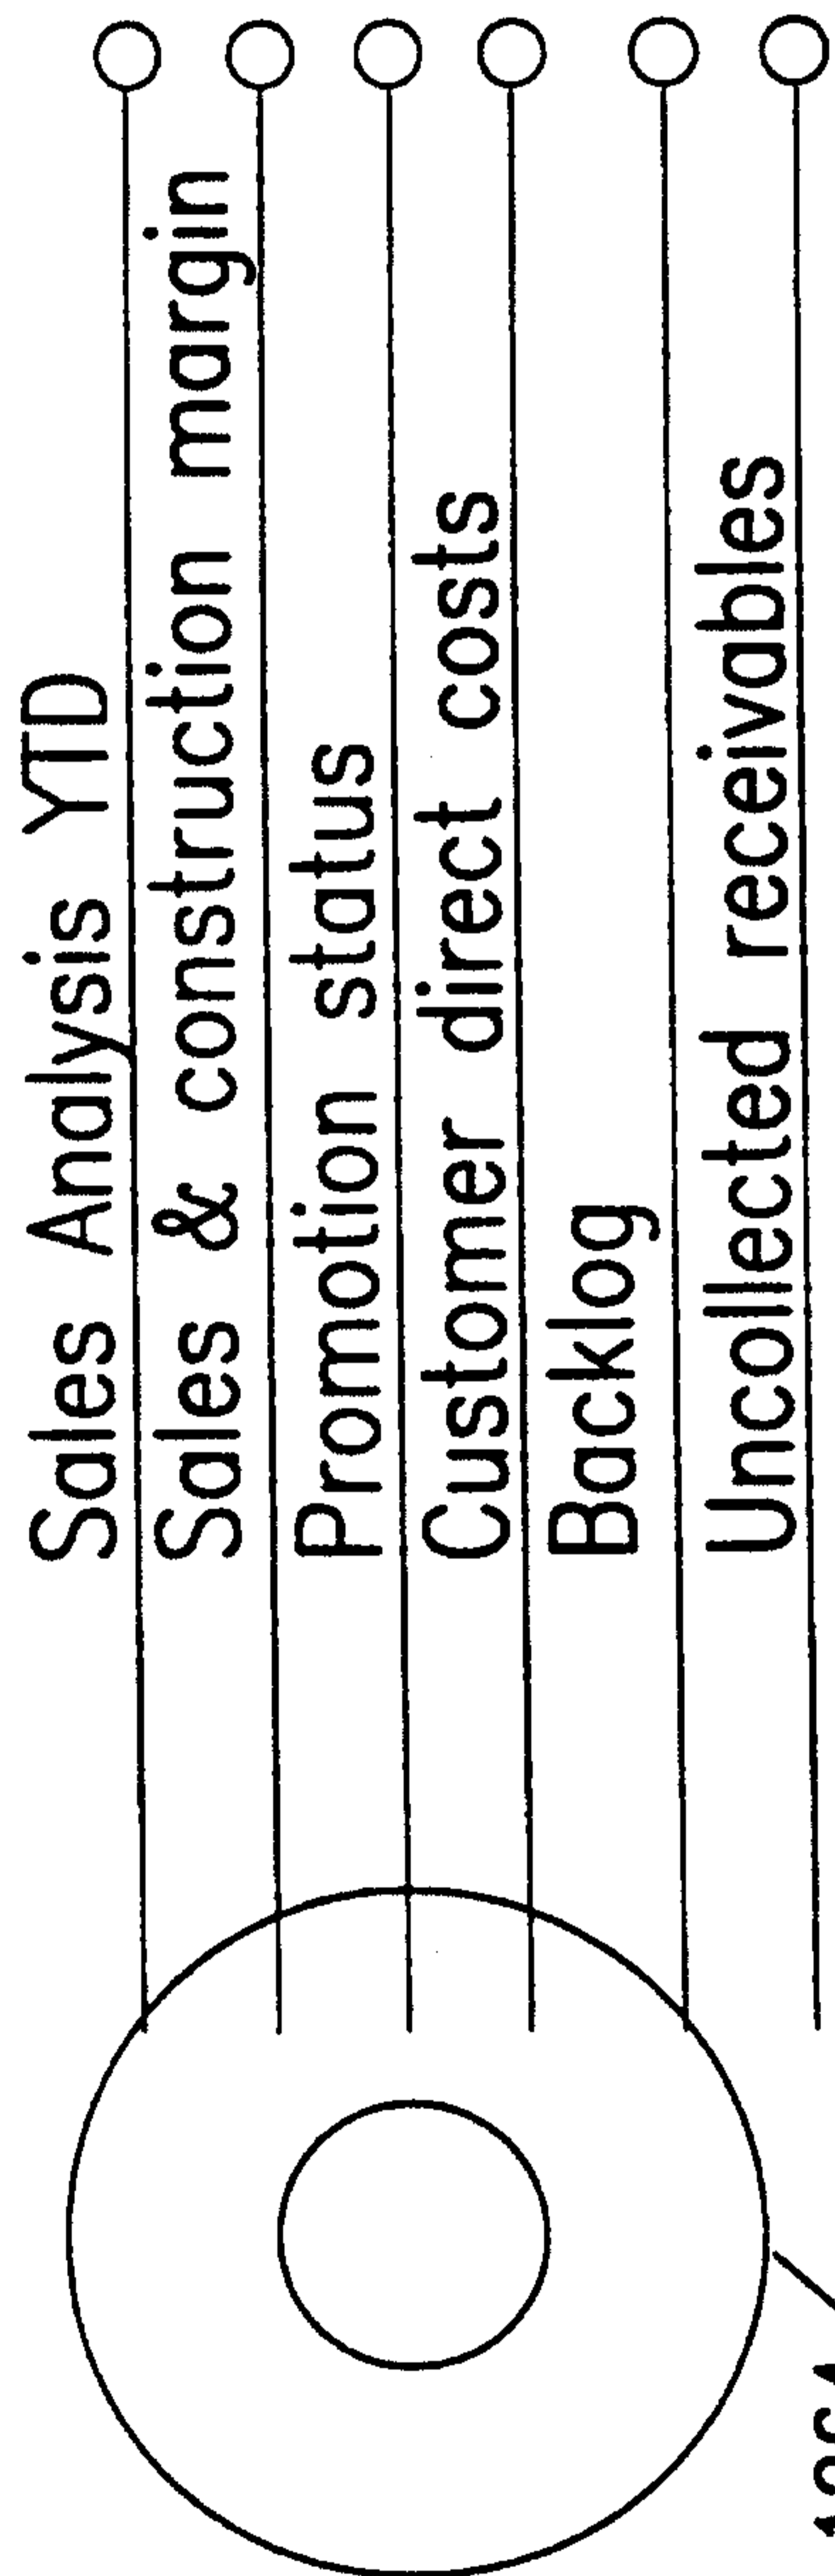 Sales Analysis YTD
Sales & construction margin
Promotion status
Customer direct costs
Backlog
Uncollected receivables